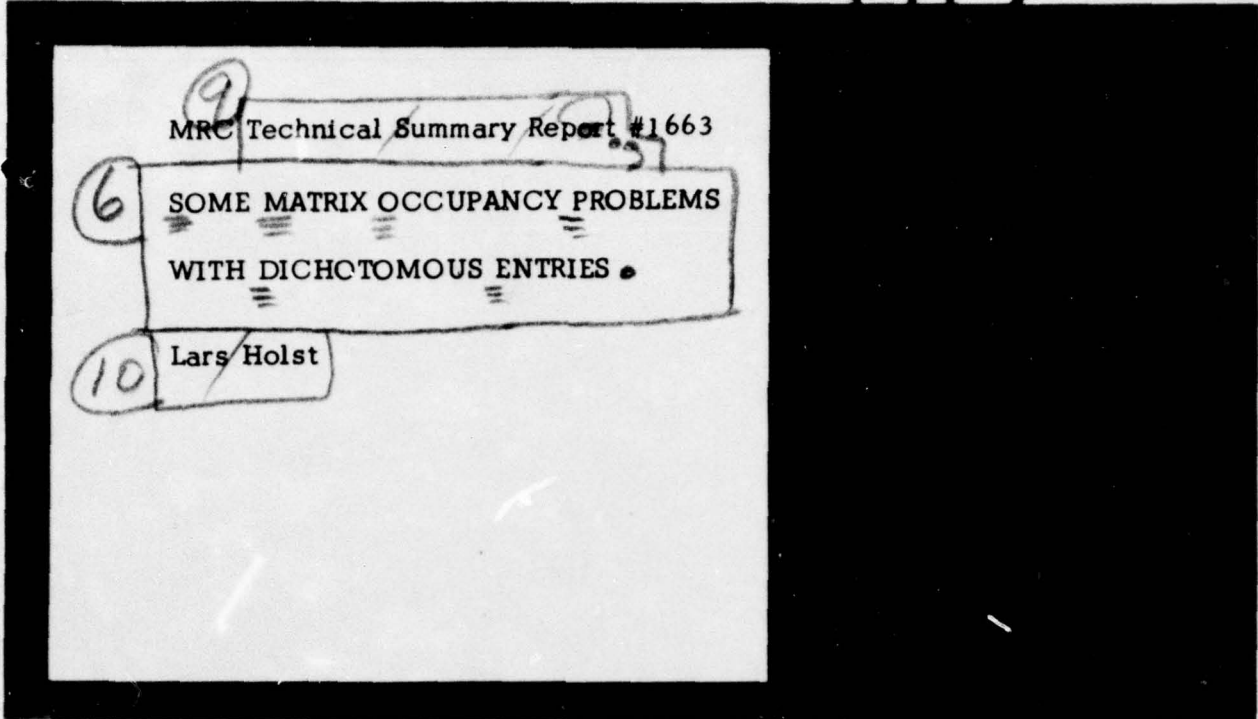 9
MRC Technical Summary Report #1663
6
SOME MATRIX OCCUPANCY PROBLEMS
WITH DICHOTOMOUS ENTRIES.
10
Lars Holst